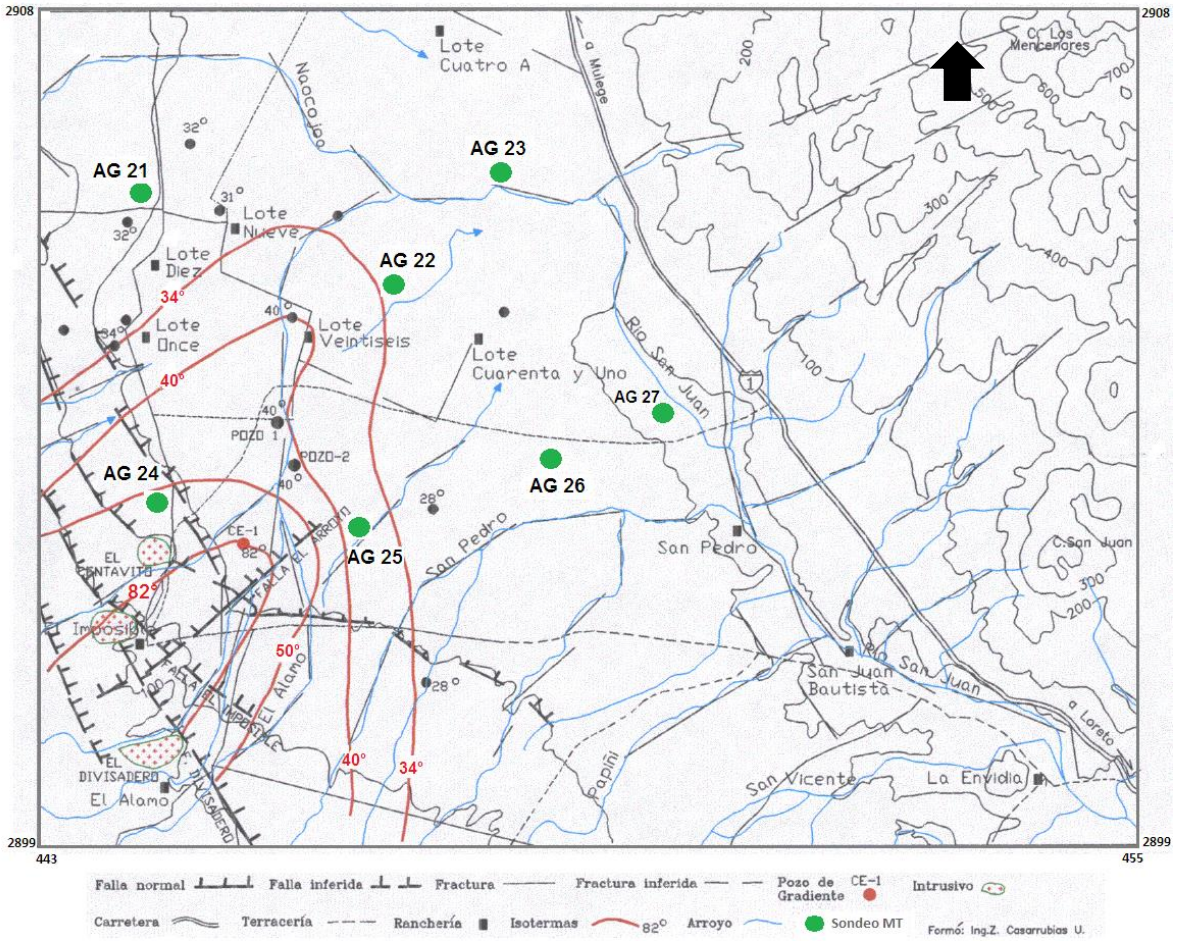 2908
2908
a Mulege
C. Los
Mencenares
200
700
600
500
Lote
Cuatro A
Naocojoo
32°
AG 21
AG 23
31°
32°
Lote
Nueve
300
400
Lote
Diez
AG 22
34°
40°
Lote
Veintiseis
34°
Lote
Once
Lote
Cuarenta y Uno
Rio San Juan
100
1
40°
AG 27
40°
POZO 1
POZO-2
40°
AG 24
AG 26
28°
CE-1
82°
FALLA EL ARROYO
AG 25
San Pedro
San Pedro
C.San Juan
EL
82°
300
200
El Imposible
50°
FALLA EL IMPOSIBLE
El Alamo
28°
San Juan
Bautista
Rio San Juan
a Loreto
40°
34°
EL
DIVISADERO
El Alamo
DIVISADERO
Papiñi
San Vicente
La Envidia
2899
2899
443
455
Falla normal
Falla inferida
Fractura
Fractura inferida
Pozo de
Gradiente
CE-1
Intrusivo
Carretera
Terracería
Ranchería
Isotermas
82°
Arroyo
Sondeo MT
Formó: Ing.Z. Casarrubias U.